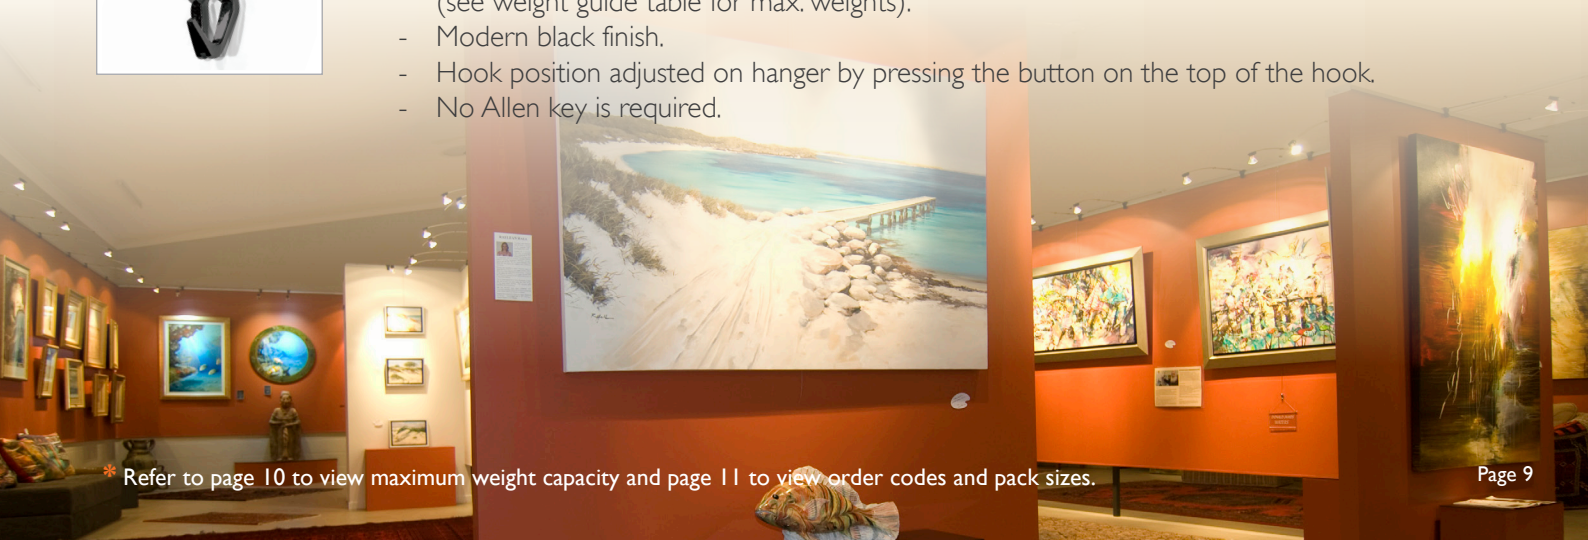 (see weight guide table for max. weights).
- Modern black finish.
- Hook position adjusted on hanger by pressing the button on the top of the hook.
- No Allen key is required.
* Refer to page 10 to view maximum weight capacity and page 11 to view order codes and pack sizes.
Page 9